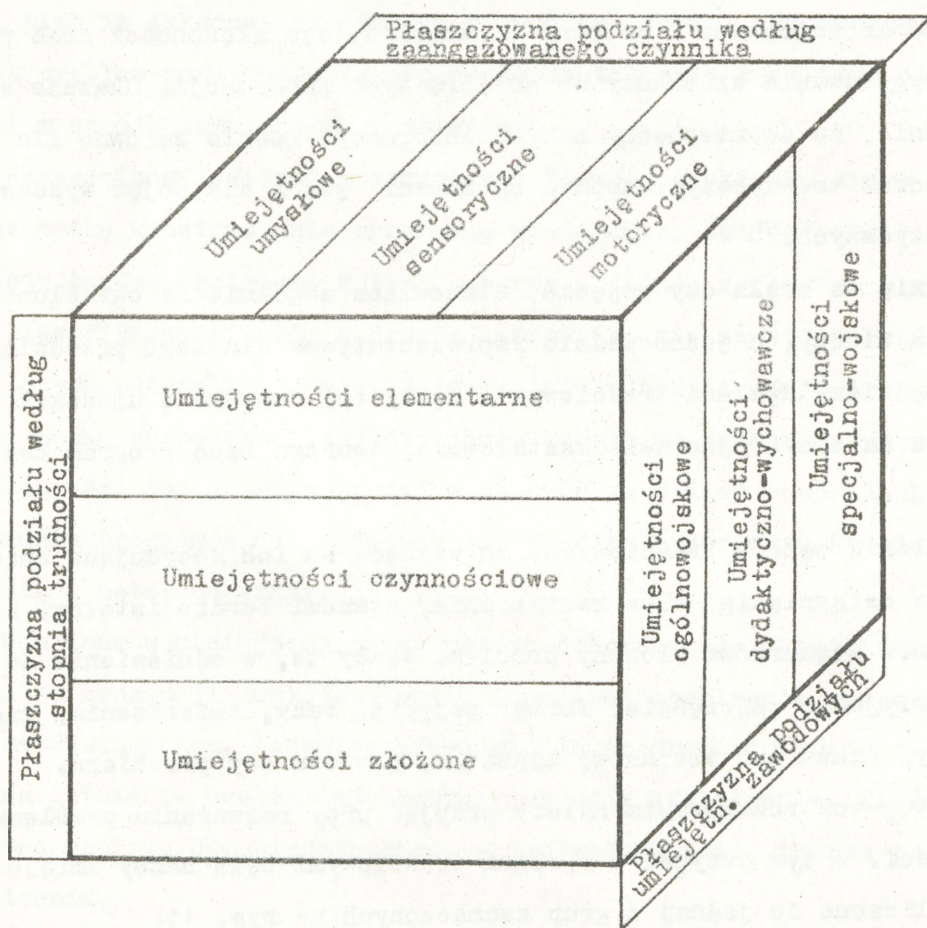 Płaszczyzna podziału według
zaangażowanego czynnika
Umiejętności
umysłowe
Umiejętności
sensoryczne
Umiejętności
motoryczne
Płaszczyzna podziału według
stopnia trudności
Umiejętności elementarne
Umiejętności czynnościowe
Umiejętności złożone
Umiejętności
ogólnowojskowe
Umiejętności
dydaktyczno-wychowawcze
Umiejętności
specjalno-wojskowe
Płaszczyzna podziału
umiejętn. zawodowych